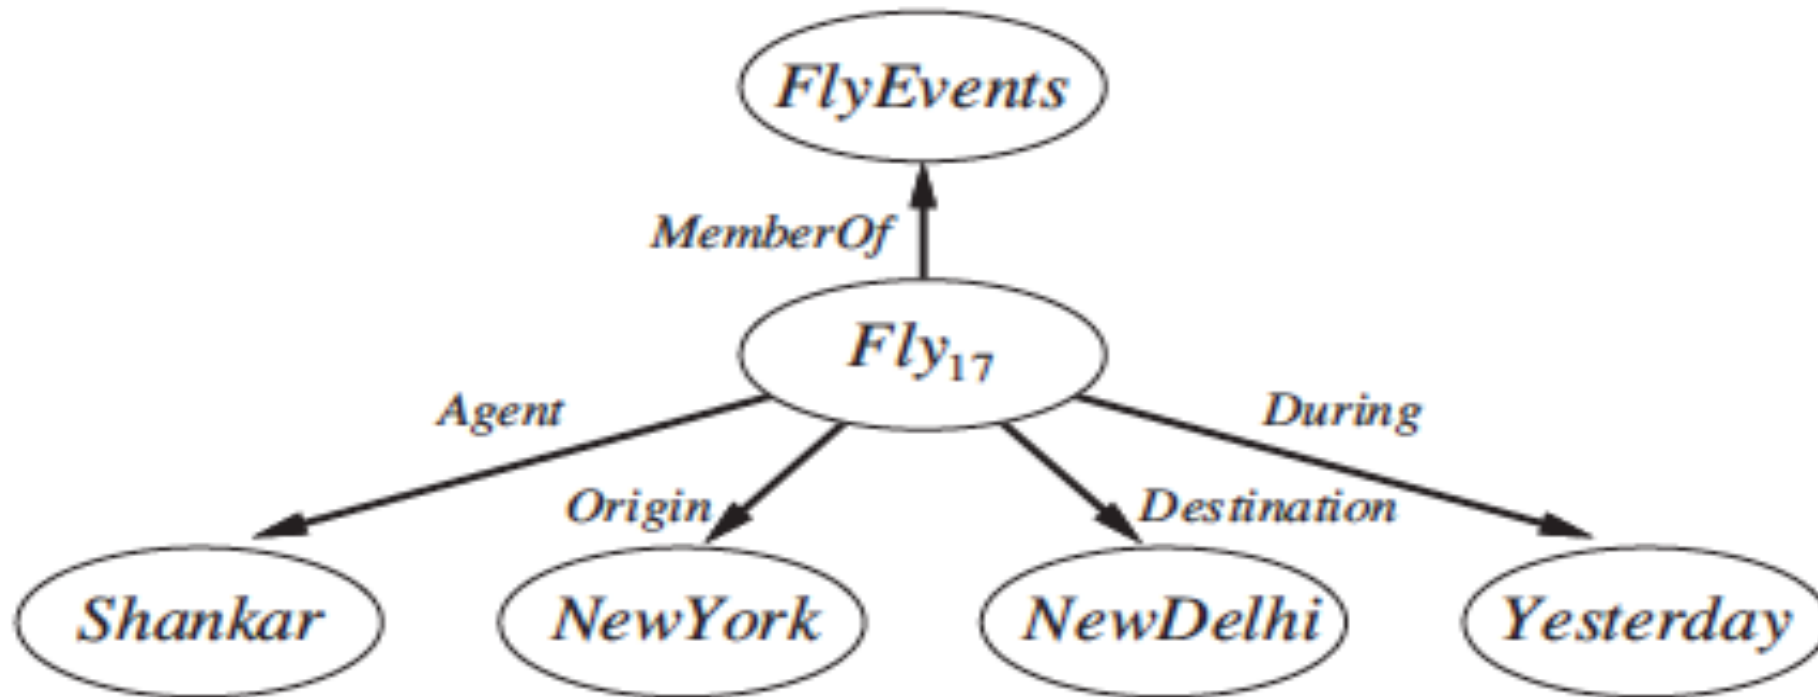 FlyEvents
MemberOf
Fly₁₇
Agent
During
Origin
Destination
Shankar
NewYork
NewDelhi
Yesterday